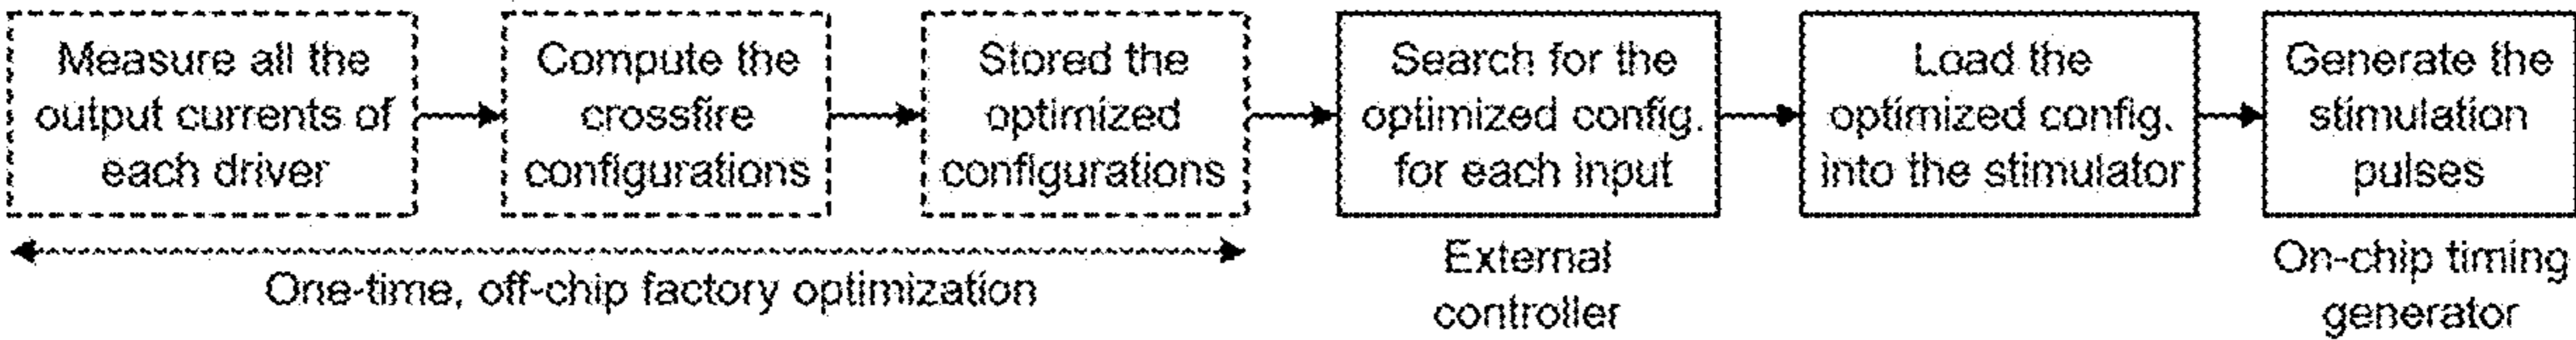 Measure all the
output currents of
each driver
Compute the
crossfire
configurations
Stored the
optimized
configurations
Search for the
optimized config.
for each input
Load the
optimized config.
into the stimulator
Generate the
stimulation
pulses
One-time, off-chip factory optimization
External
controller
On-chip timing
generator